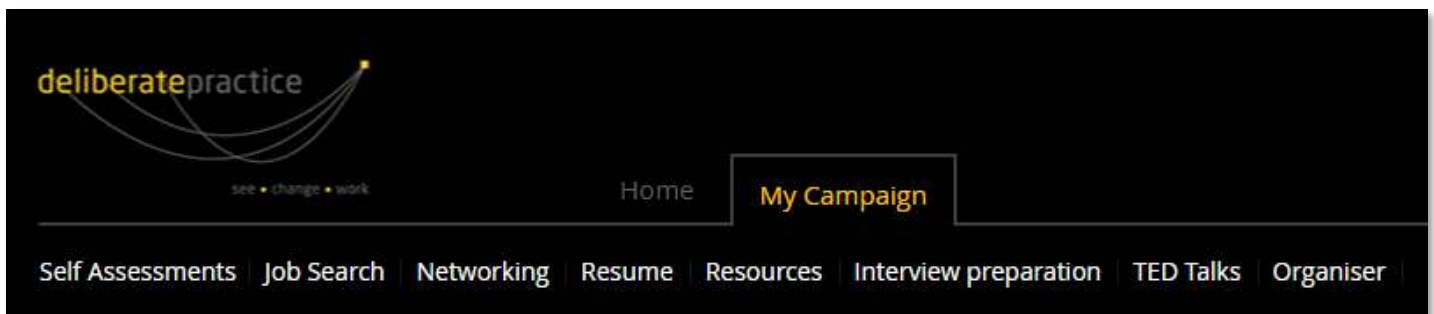 deliberatepractice
see • change • work
Home My Campaign
Self Assessments Job Search Networking Resume Resources Interview preparation TED Talks Organiser